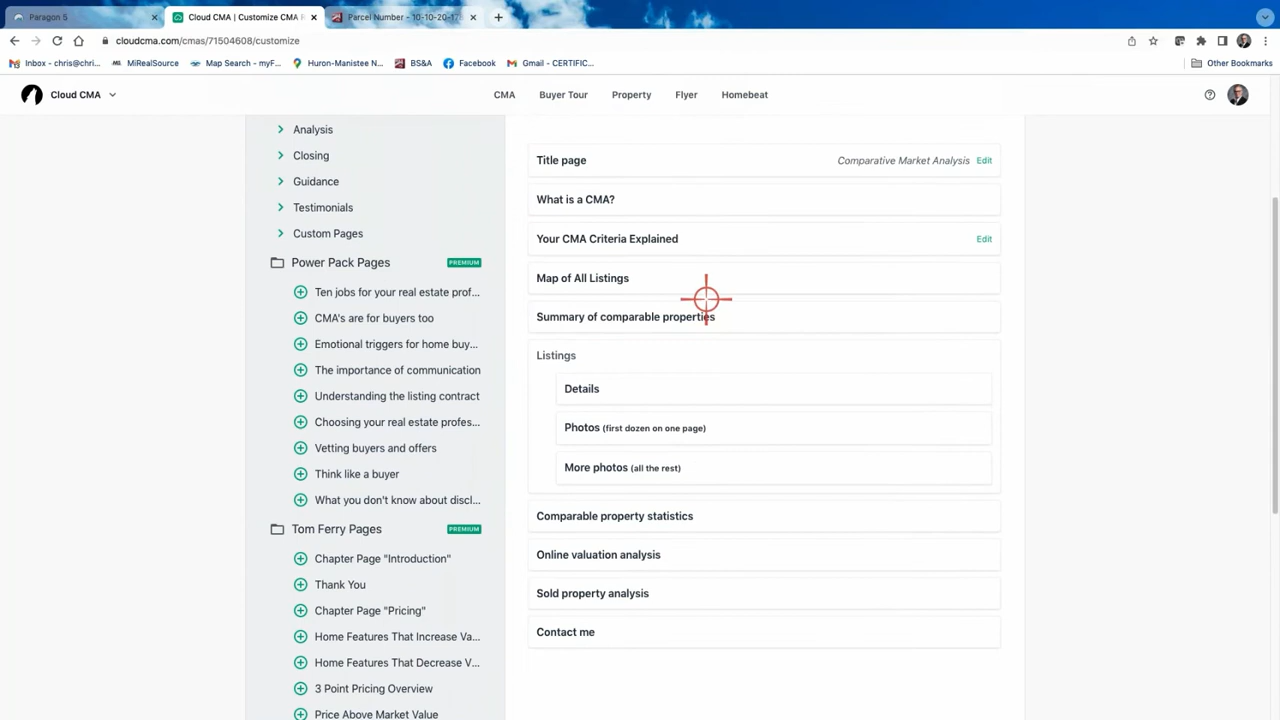 Paragon 5
Cloud CMA | Customize CMA R
Parcel Number - 10-10-20-17
cloudcma.com/cmas/71504608/customize
Inbox - chris@chri...
MiRealSource
Map Search - myF...
Huron-Manistee N...
BS&A
Facebook
Gmail - CERTIFIC...
Other Bookmarks
Cloud CMA
CMA
Buyer Tour
Property
Flyer
Homebeat
Analysis
Closing
Guidance
Testimonials
Custom Pages
Power Pack Pages
PREMIUM
Ten jobs for your real estate prof...
CMA's are for buyers too
Emotional triggers for home buy...
The importance of communication
Understanding the listing contract
Choosing your real estate profes...
Vetting buyers and offers
Think like a buyer
What you don't know about discl...
Tom Ferry Pages
PREMIUM
Chapter Page "Introduction"
Thank You
Chapter Page "Pricing"
Home Features That Increase Va...
Home Features That Decrease V...
3 Point Pricing Overview
Price Above Market Value
Title page
Comparative Market Analysis
Edit
What is a CMA?
Your CMA Criteria Explained
Edit
Map of All Listings
Summary of comparable properties
Listings
Details
Photos (first dozen on one page)
More photos (all the rest)
Comparable property statistics
Online valuation analysis
Sold property analysis
Contact me